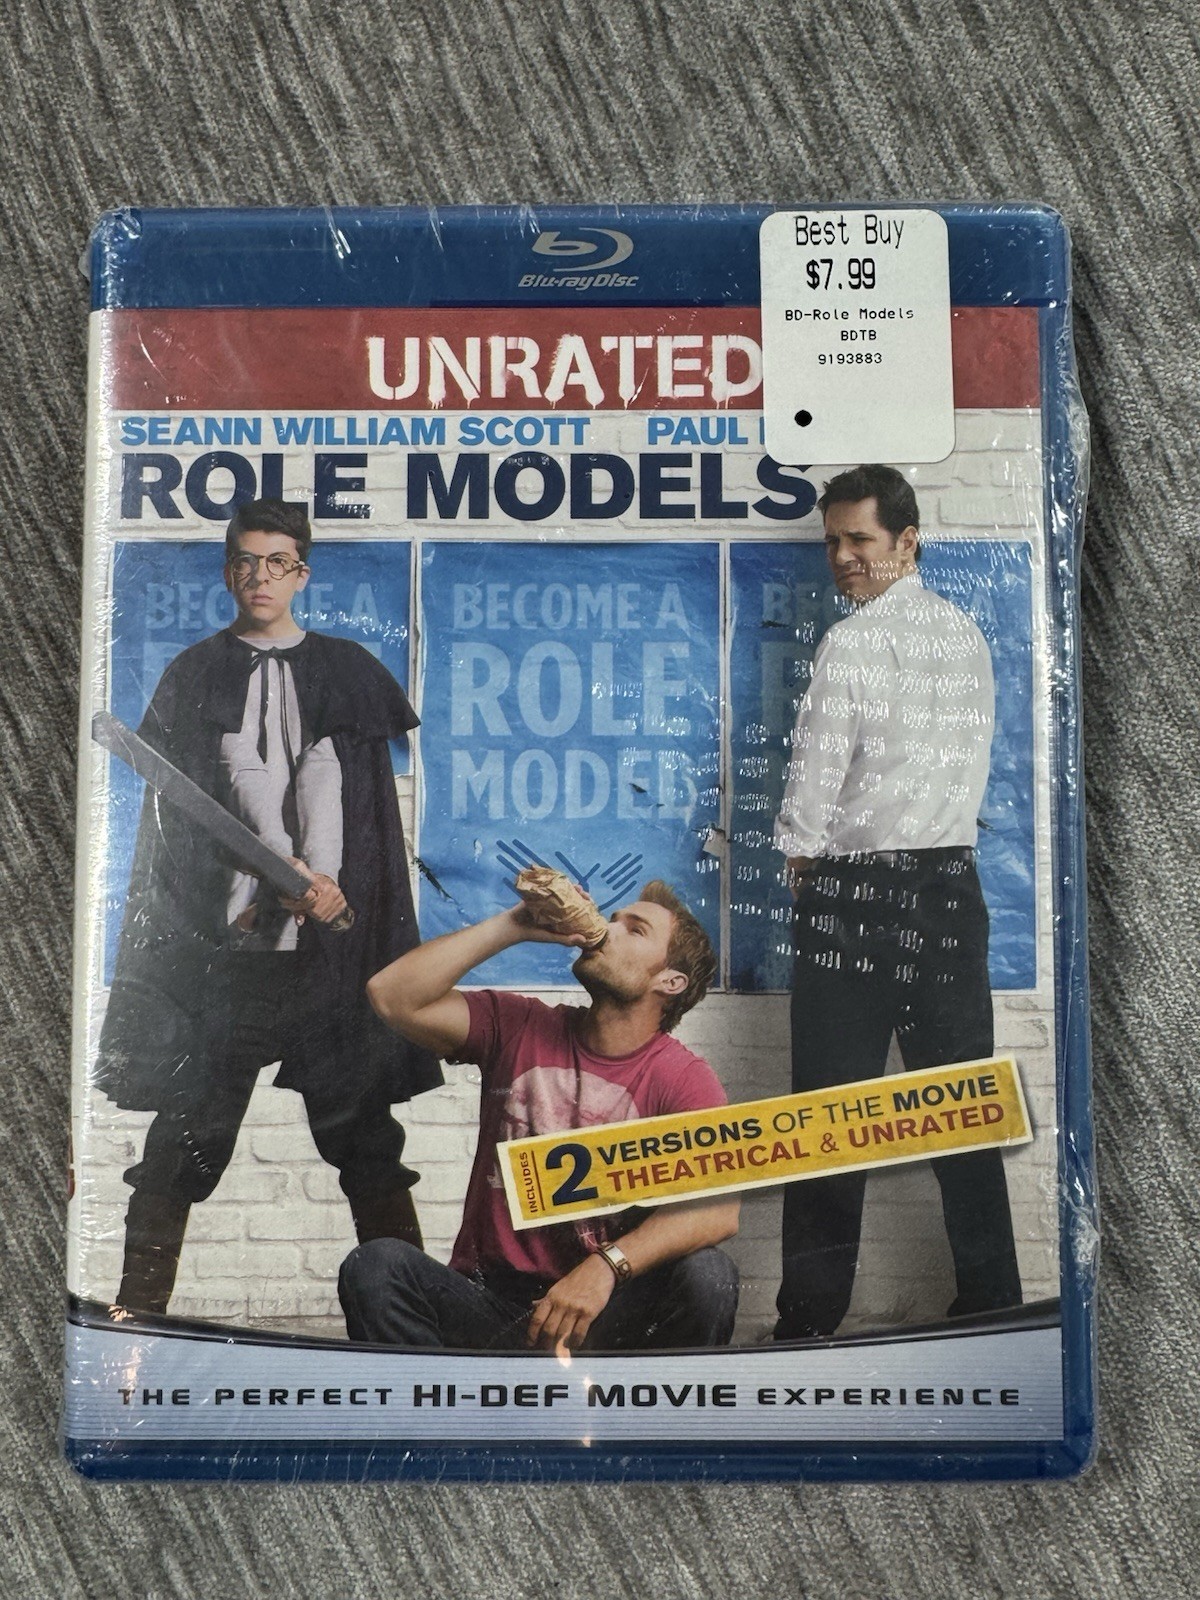 Blu-ray Disc
Best Buy
$7.99
BD-Role Models
BDTB
9193883
UNRATED
SEANN WILLIAM SCOTT PAUL
ROLE MODELS
BECOME A
BECOME A
ROLE
MODEL
INCLUDES
2 VERSIONS OF THE MOVIE
THEATRICAL & UNRATED
THE PERFECT HI-DEF MOVIE EXPERIENCE